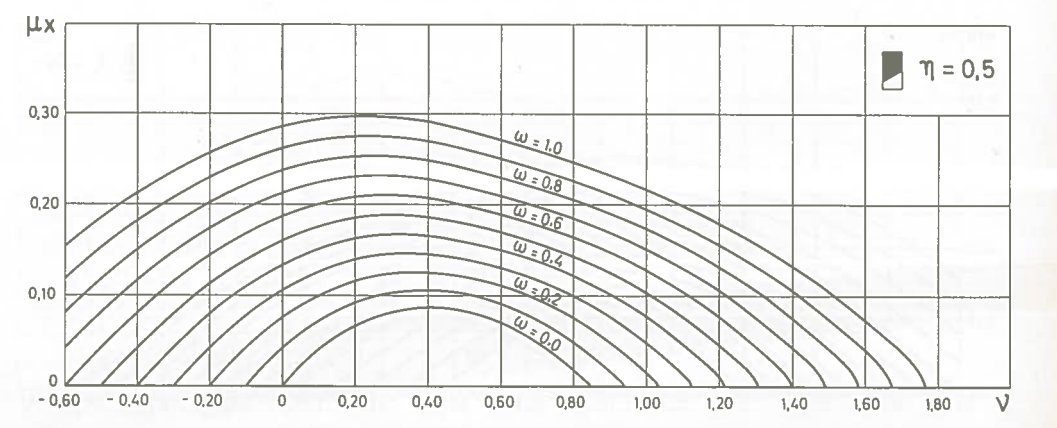 μx
η = 0,5
0,30
ω = 1.0
ω = 0.8
0,20
ω = 0.6
ω = 0.4
0,10
ω = 0.2
ω = 0.0
0
- 0,60 - 0,40 - 0,20 0 0,20 0,40 0,60 0,80 1,00 1,20 1,40 1,60 1,80 ν